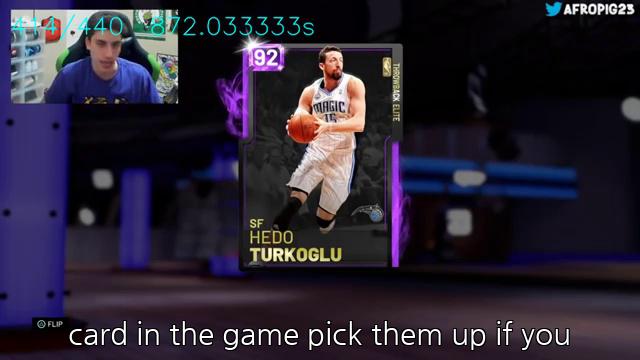 414/440
872.033333s
AFROPIG23
92
THROWBACK ELITE
MAGIC
15
SF
HEDO
TURKOGLU
FLIP
card in the game pick them up if you